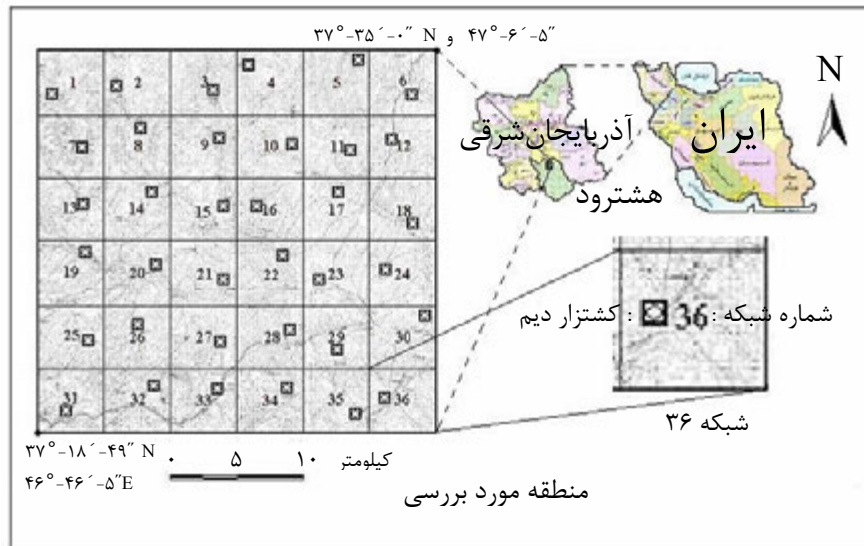 ۳۷°-۳۵´-۰″ N و ۴۷°-۶´-۵″
N
ایران
آذربایجان‌شرقی
6
هشترود
1 2 3 4 5 6
7 8 9 10 11 12
13 14 15 16 17 18
19 20 21 22 23 24
25 26 27 28 29 30
31 32 33 34 35 36
شماره شبکه : 36 : کشتزار دیم
شبکه ۳۶
۳۷°-۱۸´-۴۹″ N
۴۶°-۴۶´-۵″E
۰ ۵ ۱۰ کیلومتر
منطقه مورد بررسی